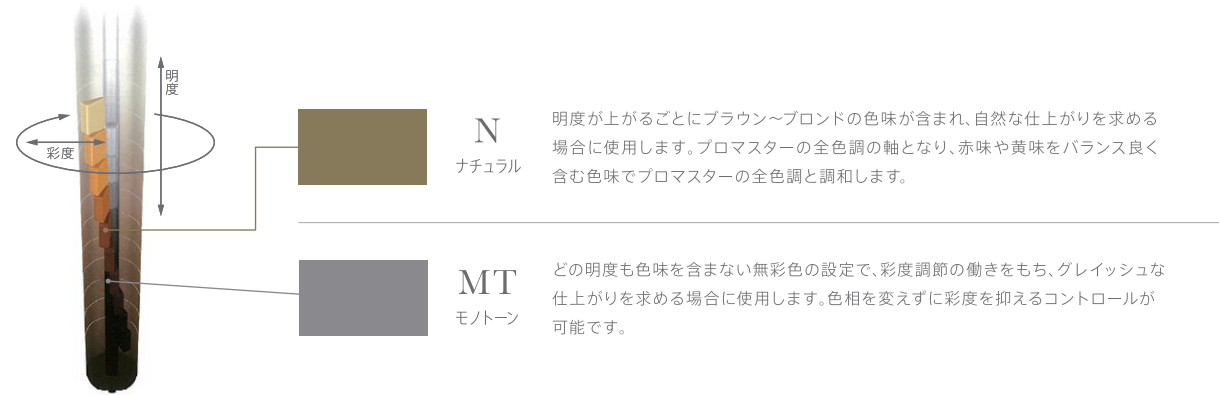 明度
彩度
N
ナチュラル
明度が上がるごとにブラウン〜ブロンドの色味が含まれ、自然な仕上がりを求める
場合に使用します。プロマスターの全色調の軸となり、赤味や黄味をバランス良く
含む色味でプロマスターの全色調と調和します。
MT
モノトーン
どの明度も色味を含まない無彩色の設定で、彩度調節の働きをもち、グレイッシュな
仕上がりを求める場合に使用します。色相を変えずに彩度を抑えるコントロールが
可能です。